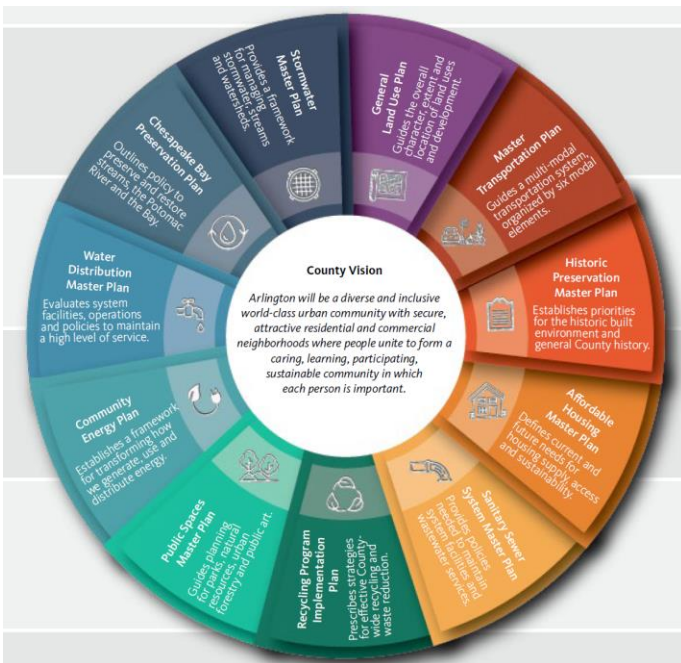 County Vision
Arlington will be a diverse and inclusive
world-class urban community with secure,
attractive residential and commercial
neighborhoods where people unite to form a
caring, learning, participating,
sustainable community in which
each person is important.
General
Land Use Plan
Guides the overall
character, extent and
location of land uses
and development.
Master
Transportation Plan
Guides a multi-modal
transportation system,
organized by six modal
elements.
Historic
Preservation
Master Plan
Establishes priorities
for the historic built
environment and
general County history.
Affordable
Housing
Master Plan
Defines current and
future needs for
housing supply, access
and sustainability.
Sanitary Sewer
System Master Plan
Provides policies
needed to maintain
system facilities and
wastewater services.
Recycling Program
Implementation
Plan
Prescribes strategies
for effective County-
wide recycling and
waste reduction.
Public Spaces
Master Plan
Guides planning
for parks, natural
resources, urban
forestry and public art.
Community
Energy Plan
Establishes a framework
for transforming how
we generate, use and
distribute energy.
Water
Distribution
Master Plan
Evaluates system
facilities, operations
and policies to maintain
a high level of service.
Chesapeake Bay
Preservation Plan
Outlines policy to
preserve and restore
streams, the Potomac
River and the Bay.
Stormwater
Master Plan
Provides a framework
for managing
stormwater, streams
and watersheds.